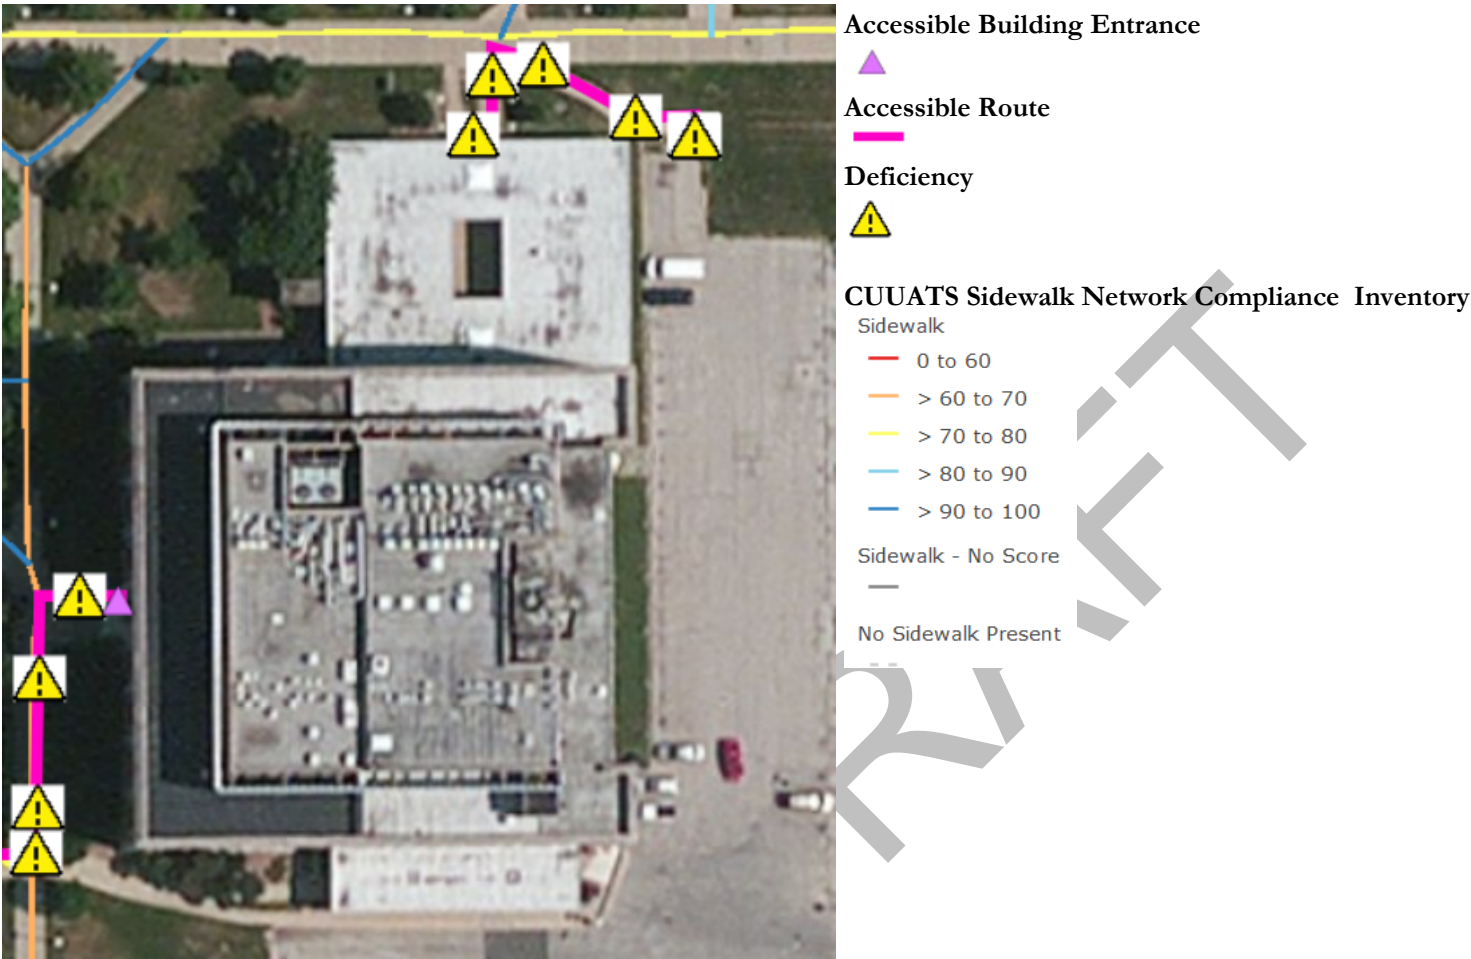 Accessible Building Entrance
Accessible Route
Deficiency
CUUATS Sidewalk Network Compliance  Inventory
Sidewalk
0 to 60
> 60 to 70
> 70 to 80
> 80 to 90
> 90 to 100
Sidewalk - No Score
No Sidewalk Present
RAFT